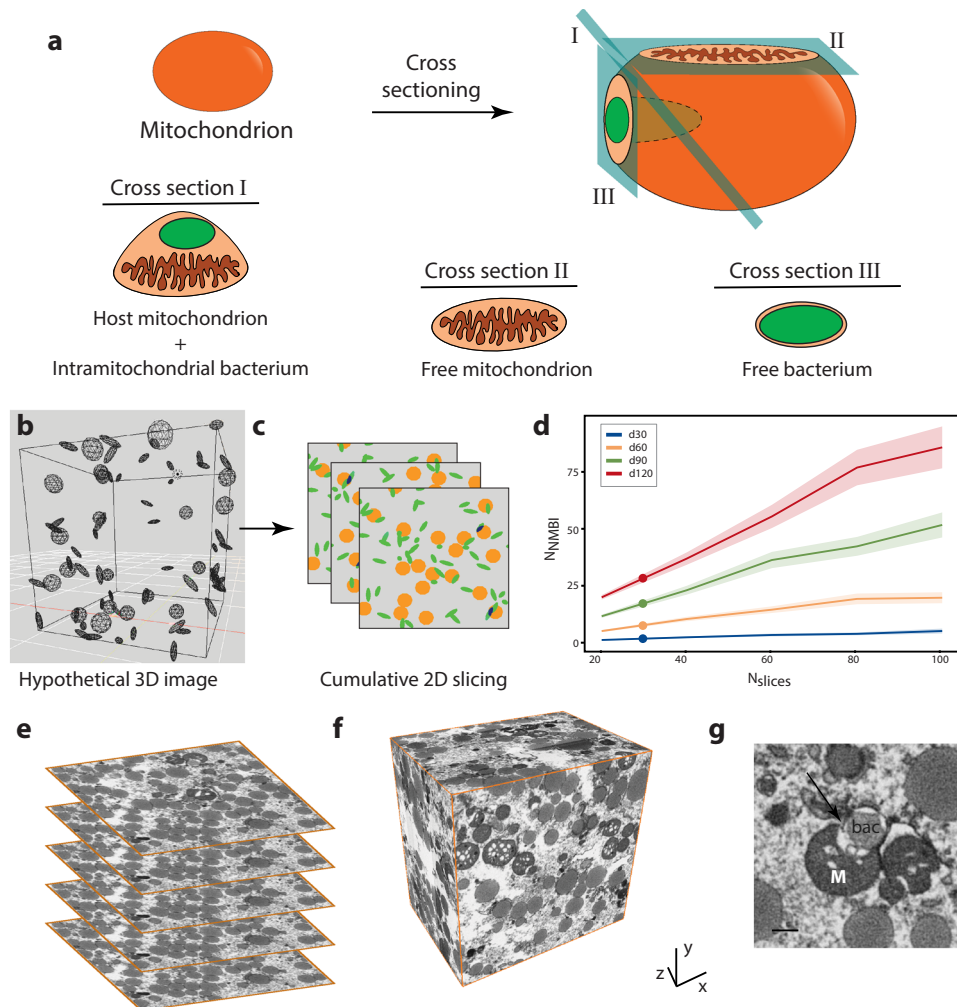 a
Mitochondrion
Cross
sectioning
I
II
III
Cross section I
Host mitochondrion
+
Intramitochondrial bacterium
Cross section II
Free mitochondrion
Cross section III
Free bacterium
b
Hypothetical 3D image
c
Cumulative 2D slicing
d
d30
d60
d90
d120
NNMBI
75
50
25
0
20
40
60
80
100
Nslices
e
f
y
z
x
g
bac
M